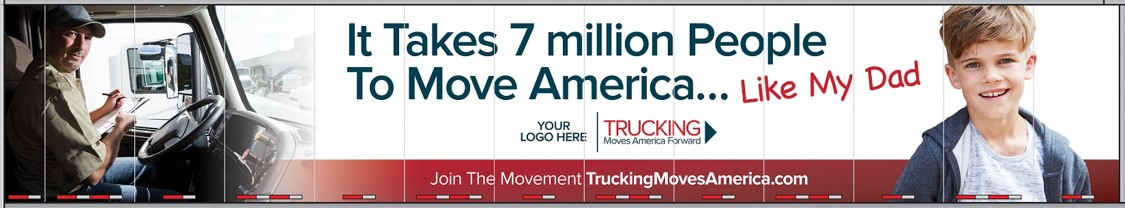 It Takes 7 million People
To Move America... Like My Dad
YOUR
LOGO HERE
TRUCKING
Moves America Forward
Join The Movement TruckingMovesAmerica.com